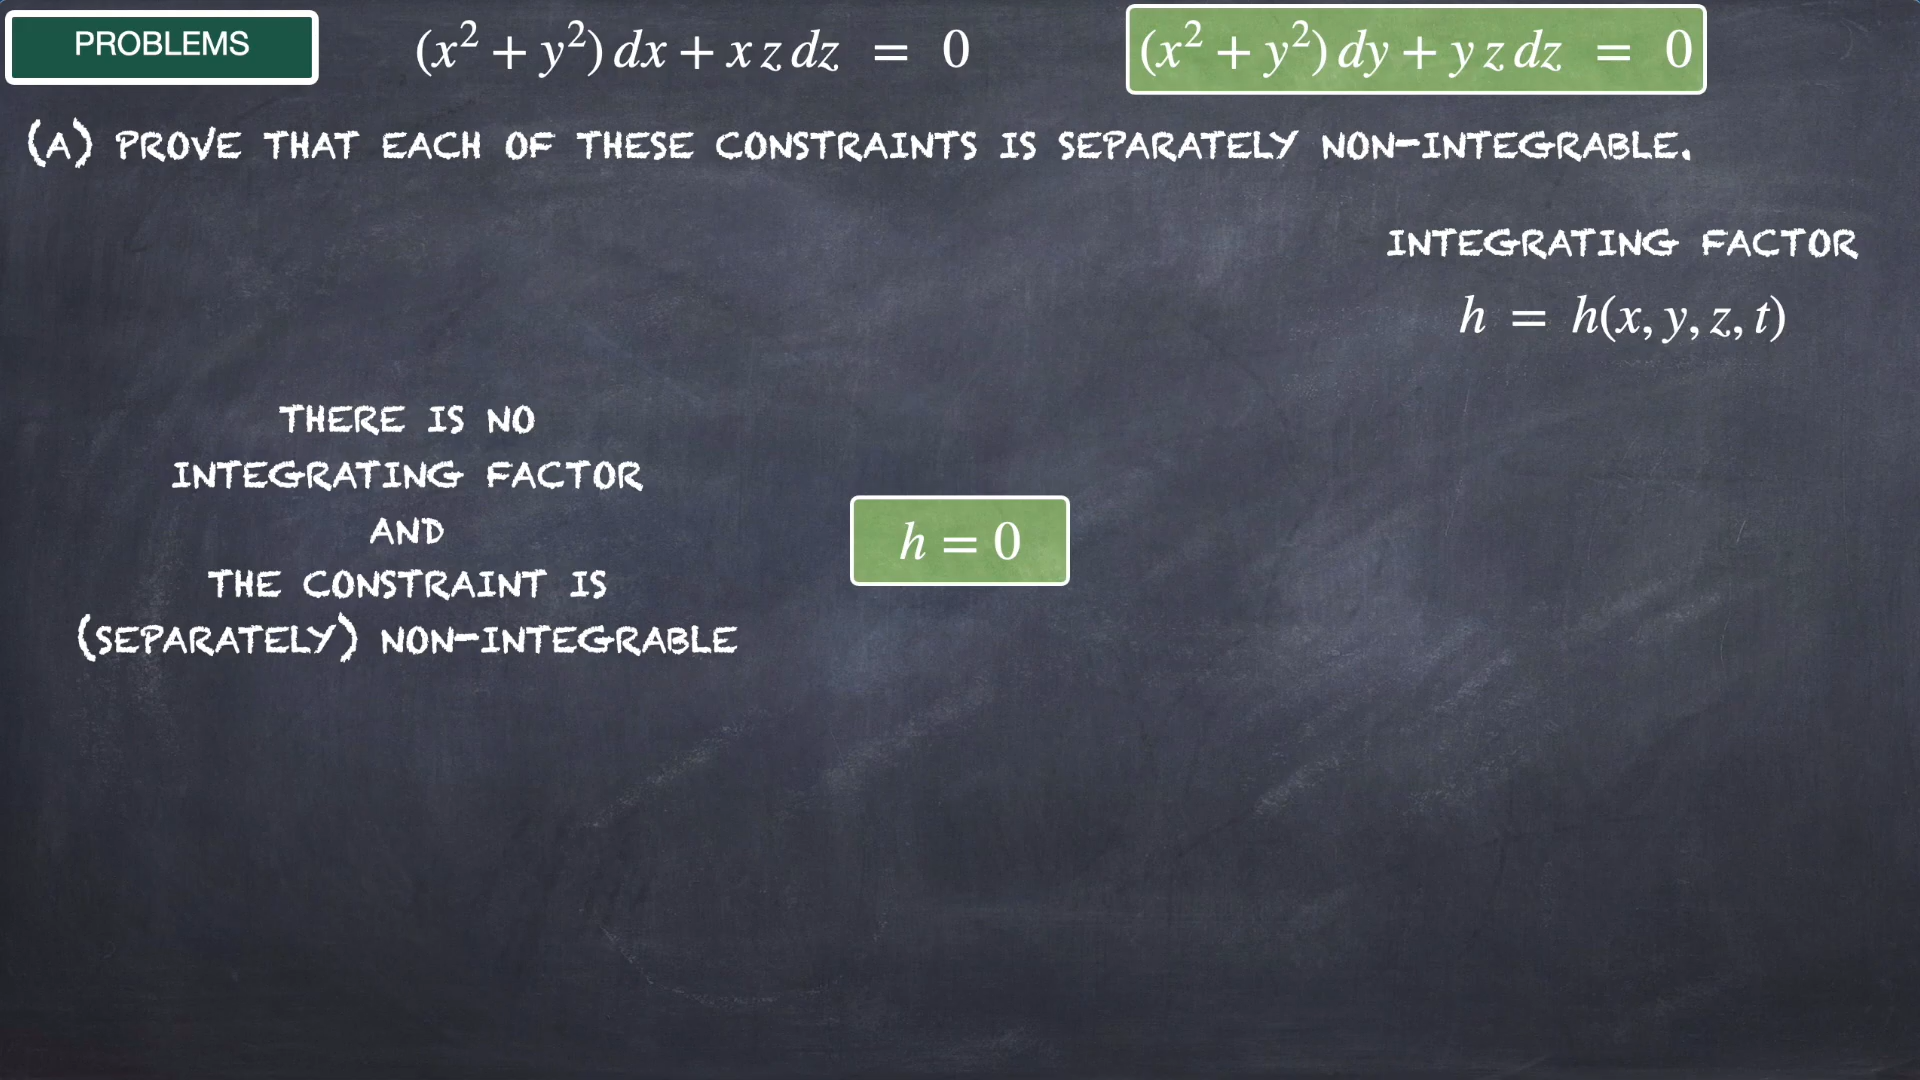 PROBLEMS
(x² + y²) dx + x z dz = 0
(x² + y²) dy + y z dz = 0
(A) PROVE THAT EACH OF THESE CONSTRAINTS IS SEPARATELY NON-INTEGRABLE.
INTEGRATING FACTOR
h = h(x, y, z, t)
THERE IS NO
INTEGRATING FACTOR
AND
THE CONSTRAINT IS
(SEPARATELY) NON-INTEGRABLE
h = 0